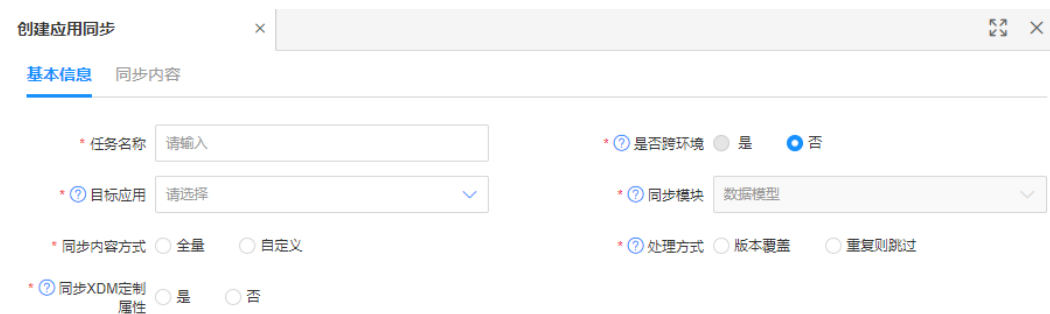 创建应用同步
基本信息 同步内容
* 任务名称 请输入 * ? 是否跨环境 是 否
* ? 目标应用 请选择 * ? 同步模块 数据模型
* 同步内容方式 全量 自定义 * ? 处理方式 版本覆盖 重复则跳过
* ? 同步XDM定制 是 否
属性